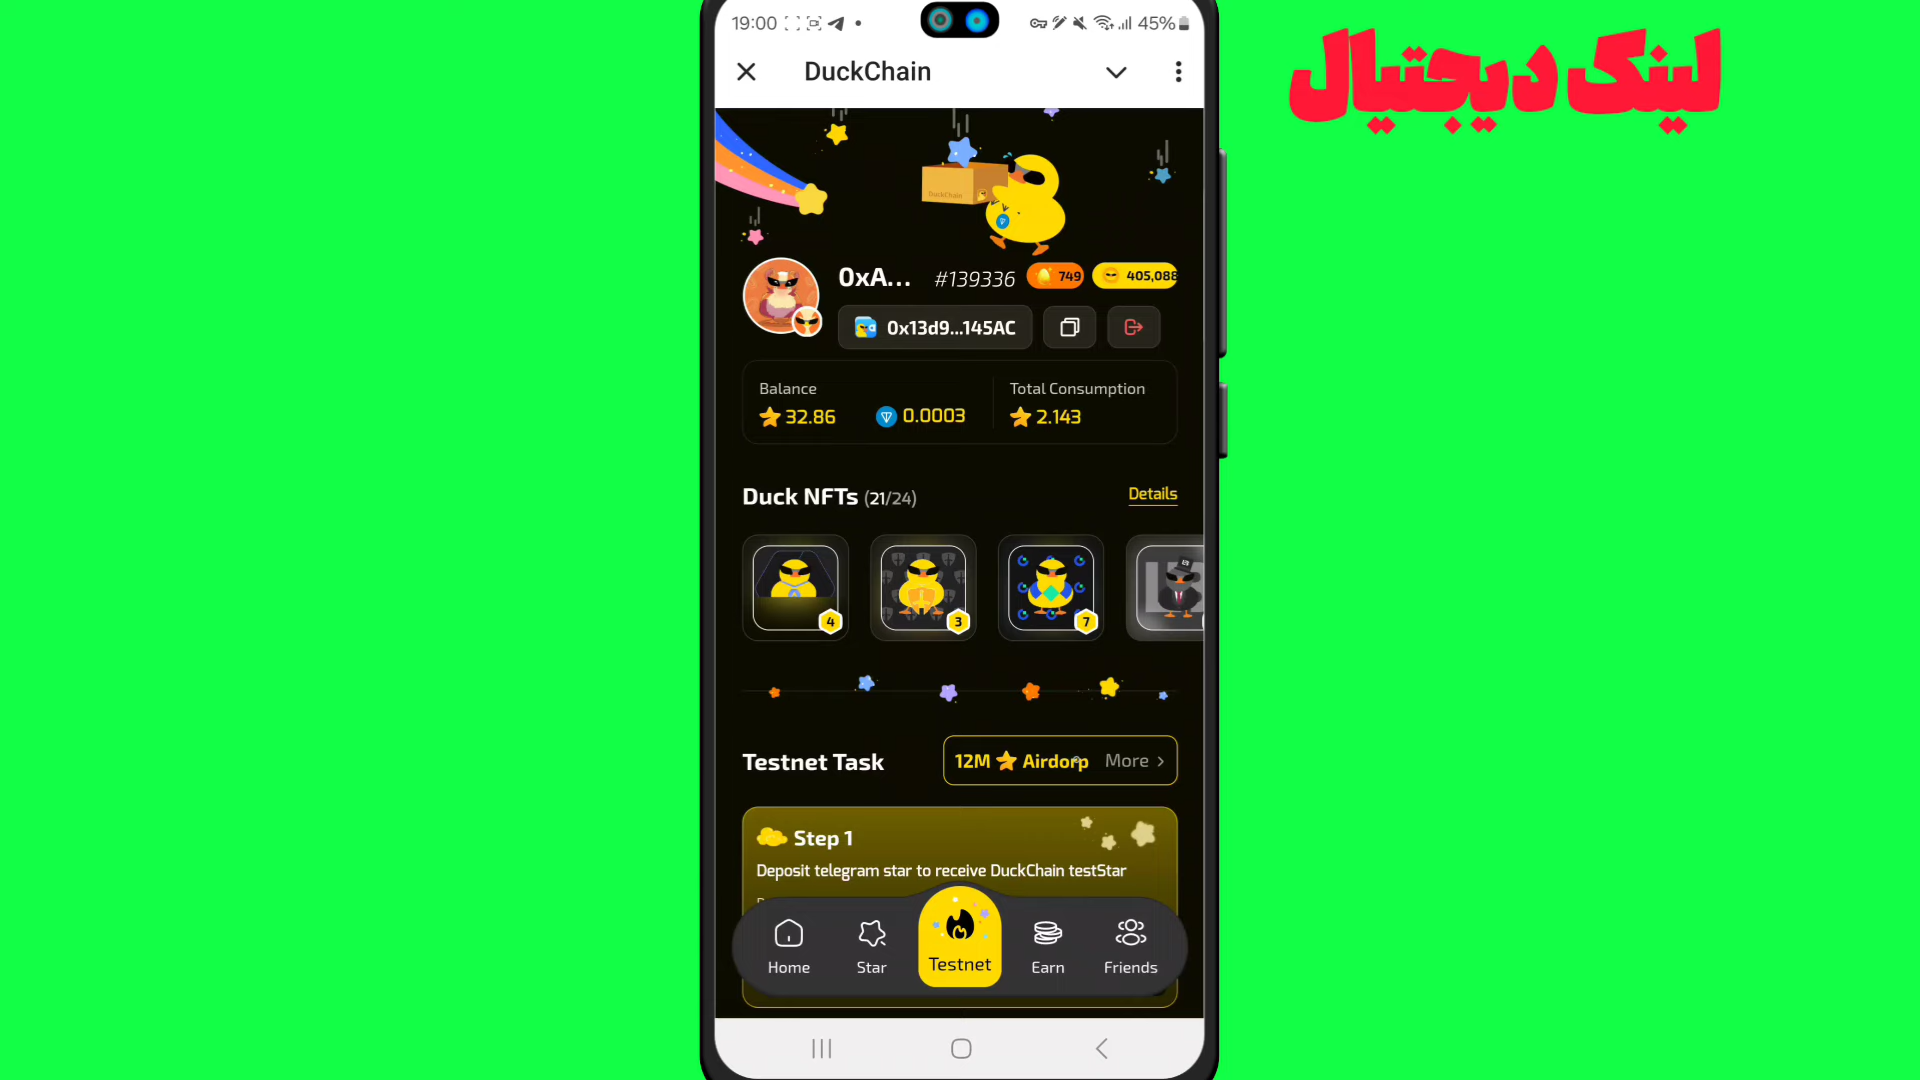 19:00
45%
لینک دیجتیال
DuckChain
DuckChain
0xA... #139336 749 405,088
0x13d9...145AC
Balance
Total Consumption
32.86
0.0003
2.143
Duck NFTs (21/24)
Details
4
3
7
Testnet Task
12M Airdorp More >
Step 1
Deposit telegram star to receive DuckChain testStar
Home
Star
Testnet
Earn
Friends